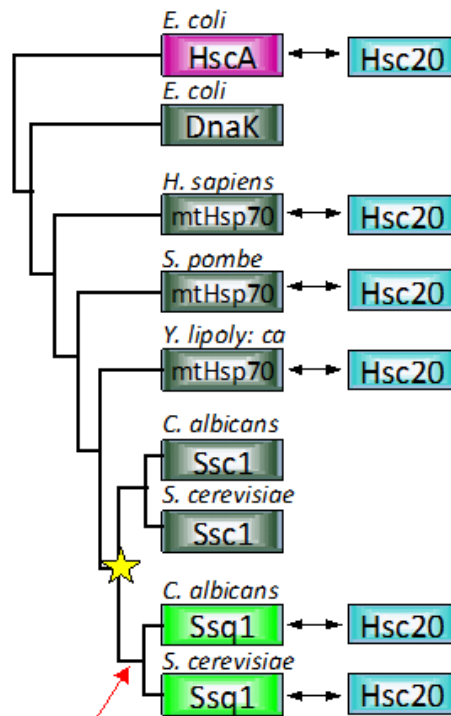 E. coli
HscA Hsc20
E. coli
DnaK
H. sapiens
mtHsp70 Hsc20
S. pombe
mtHsp70 Hsc20
Y. lipoly: ca
mtHsp70 Hsc20
C. albicans
Ssc1
S. cerevisiae
Ssc1
C. albicans
Ssq1 Hsc20
S. cerevisiae
Ssq1 Hsc20